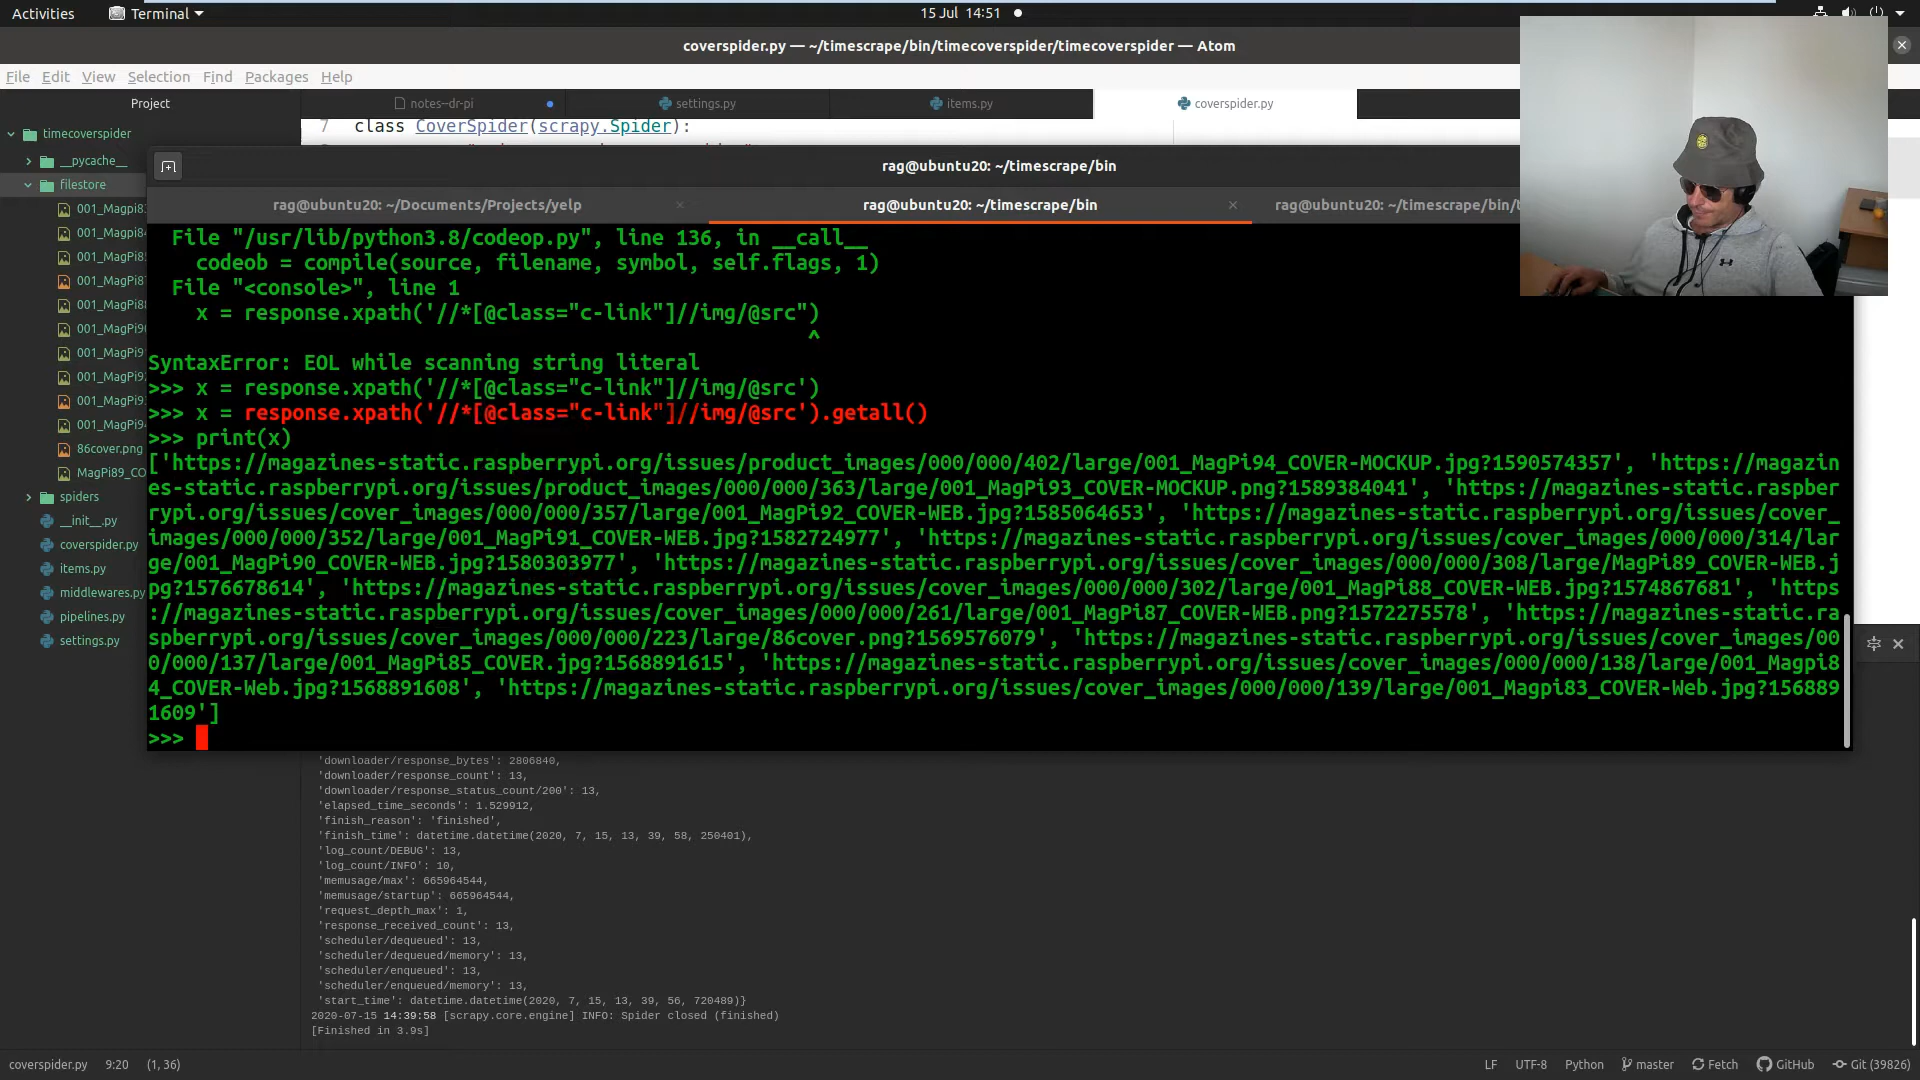 Activities
Terminal
15 Jul 14:51
coverspider.py — ~/timescrape/bin/timecoverspider/timecoverspider — Atom
File Edit View Selection Find Packages Help
Project
notes--dr-pi
settings.py
items.py
coverspider.py
7 class CoverSpider(scrapy.Spider):
timecoverspider
__pycache__
filestore
001_Magpi83
001_Magpi84
001_MagPi85
001_MagPi87
001_MagPi88
001_MagPi90
001_MagPi9
001_MagPi92
001_MagPi9
001_MagPi94
86cover.png
MagPi89_CO
spiders
__init__.py
coverspider.py
items.py
middlewares.py
pipelines.py
settings.py
rag@ubuntu20: ~/timescrape/bin
rag@ubuntu20: ~/Documents/Projects/yelp
rag@ubuntu20: ~/timescrape/bin
rag@ubuntu20: ~/timescrape/bin/t
File "/usr/lib/python3.8/codeop.py", line 136, in __call__
codeob = compile(source, filename, symbol, self.flags, 1)
File "<console>", line 1
x = response.xpath('//*[@class="c-link"]//img/@src")
^
SyntaxError: EOL while scanning string literal
>>> x = response.xpath('//*[@class="c-link"]//img/@src')
>>> x = response.xpath('//*[@class="c-link"]//img/@src').getall()
>>> print(x)
['https://magazines-static.raspberrypi.org/issues/product_images/000/000/402/large/001_MagPi94_COVER-MOCKUP.jpg?1590574357', 'https://magazin
es-static.raspberrypi.org/issues/product_images/000/000/363/large/001_MagPi93_COVER-MOCKUP.png?1589384041', 'https://magazines-static.raspber
rypi.org/issues/cover_images/000/000/357/large/001_MagPi92_COVER-WEB.jpg?1585064653', 'https://magazines-static.raspberrypi.org/issues/cover_
images/000/000/352/large/001_MagPi91_COVER-WEB.jpg?1582724977', 'https://magazines-static.raspberrypi.org/issues/cover_images/000/000/314/lar
ge/001_MagPi90_COVER-WEB.jpg?1580303977', 'https://magazines-static.raspberrypi.org/issues/cover_images/000/000/308/large/MagPi89_COVER-WEB.j
pg?1576678614', 'https://magazines-static.raspberrypi.org/issues/cover_images/000/000/302/large/001_MagPi88_COVER-WEB.jpg?1574867681', 'https
://magazines-static.raspberrypi.org/issues/cover_images/000/000/261/large/001_MagPi87_COVER-WEB.png?1572275578', 'https://magazines-static.ra
spberrypi.org/issues/cover_images/000/000/223/large/86cover.png?1569576079', 'https://magazines-static.raspberrypi.org/issues/cover_images/00
0/000/137/large/001_MagPi85_COVER.jpg?1568891615', 'https://magazines-static.raspberrypi.org/issues/cover_images/000/000/138/large/001_Magpi8
4_COVER-Web.jpg?1568891608', 'https://magazines-static.raspberrypi.org/issues/cover_images/000/000/139/large/001_Magpi83_COVER-Web.jpg?156889
1609']
>>>
'downloader/response_bytes': 2806840,
'downloader/response_count': 13,
'downloader/response_status_count/200': 13,
'elapsed_time_seconds': 1.529912,
'finish_reason': 'finished',
'finish_time': datetime.datetime(2020, 7, 15, 13, 39, 58, 250401),
'log_count/DEBUG': 13,
'log_count/INFO': 10,
'memusage/max': 665964544,
'memusage/startup': 665964544,
'request_depth_max': 1,
'response_received_count': 13,
'scheduler/dequeued': 13,
'scheduler/dequeued/memory': 13,
'scheduler/enqueued': 13,
'scheduler/enqueued/memory': 13,
'start_time': datetime.datetime(2020, 7, 15, 13, 39, 56, 720489)}
2020-07-15 14:39:58 [scrapy.core.engine] INFO: Spider closed (finished)
[Finished in 3.9s]
coverspider.py 9:20 (1, 36)
LF UTF-8 Python master Fetch GitHub Git (39826)